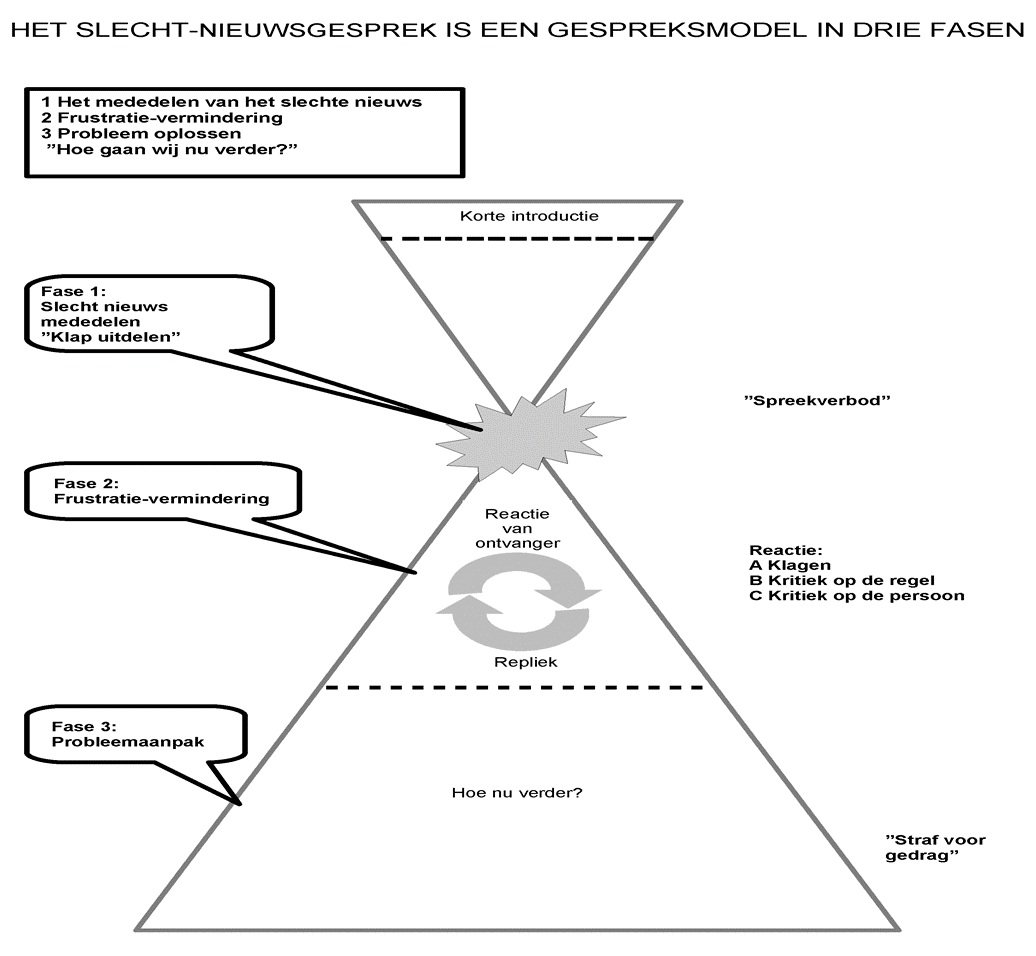 HET SLECHT-NIEUWSGESPREK IS EEN GESPREKSMODEL IN DRIE FASEN
1 Het mededelen van het slechte nieuws
2 Frustratie-vermindering
3 Probleem oplossen
”Hoe gaan wij nu verder?”
Korte introductie
Fase 1:
Slecht nieuws
mededelen
”Klap uitdelen”
”Spreekverbod”
Fase 2:
Frustratie-vermindering
Reactie
van
ontvanger
Repliek
Reactie:
A Klagen
B Kritiek op de regel
C Kritiek op de persoon
Fase 3:
Probleemaanpak
Hoe nu verder?
”Straf voor
gedrag”